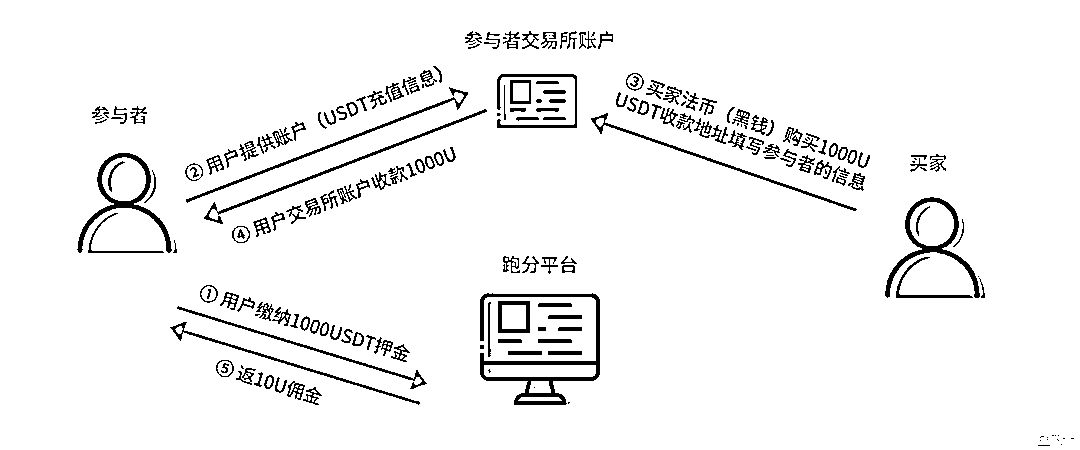 参与者交易所账户
参与者
② 用户提供账户（USDT充值信息）
③ 买家法币（黑钱）购买1000U
USDT收款地址填写参与者的信息
买家
④ 用户交易所账户收款1000U
跑分平台
① 用户缴纳1000USDT押金
⑤ 返10U佣金